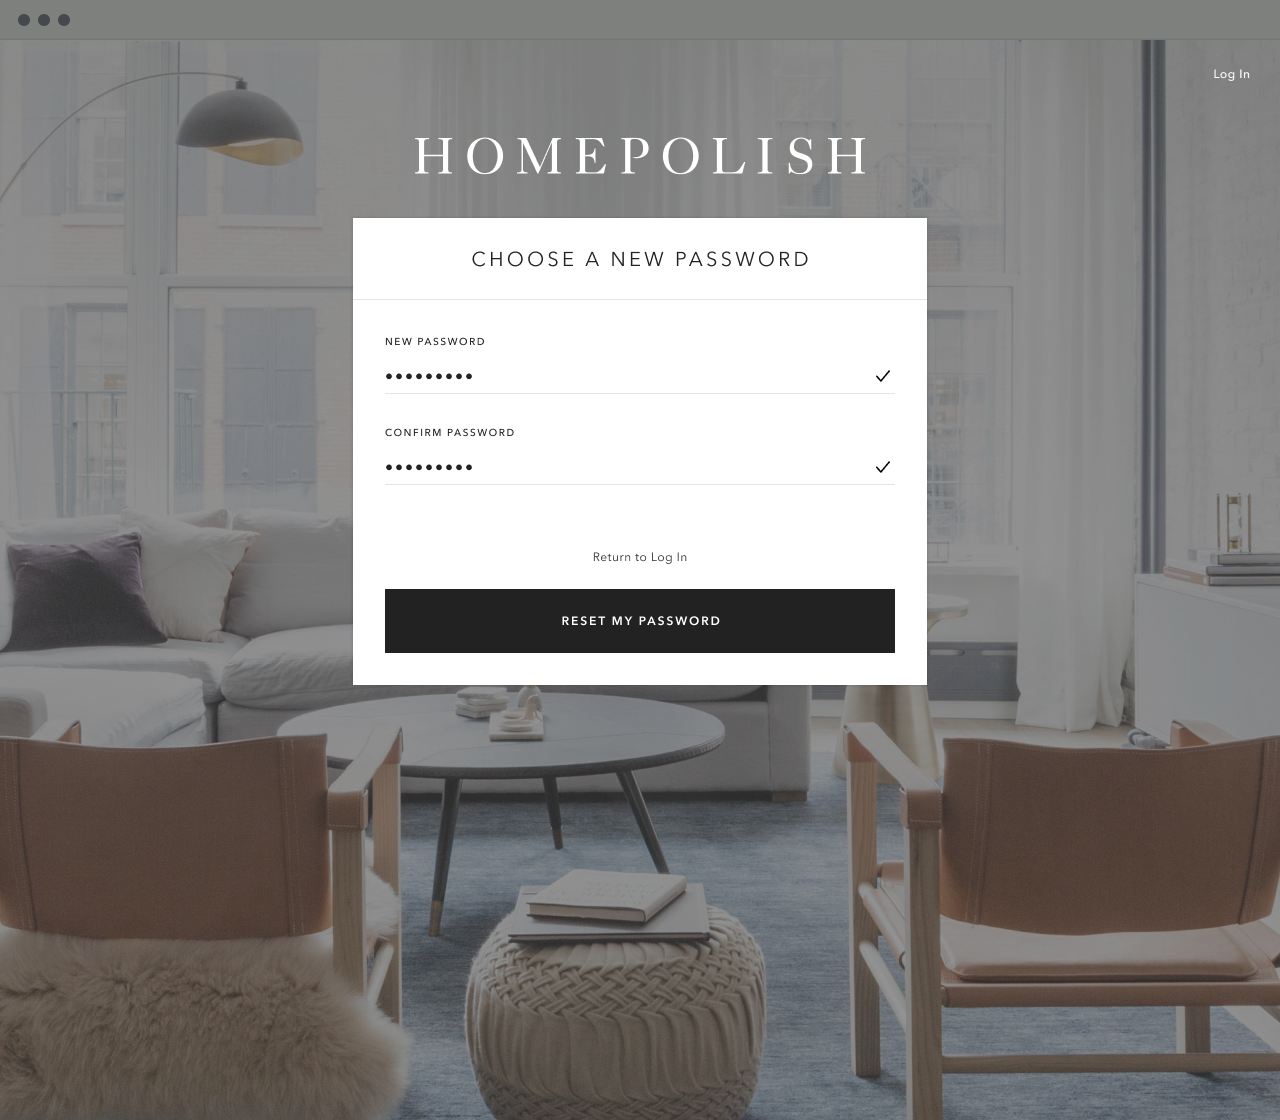 Log In
HOMEPOLISH
CHOOSE A NEW PASSWORD
NEW PASSWORD
•••••••••
CONFIRM PASSWORD
•••••••••
Return to Log In
RESET MY PASSWORD